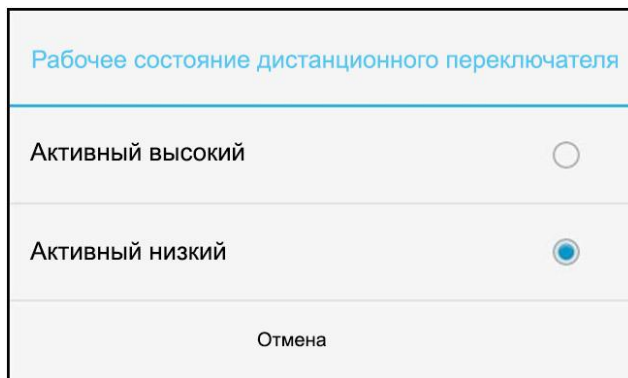 Рабочее состояние дистанционного переключателя
Активный высокий
Активный низкий
Отмена